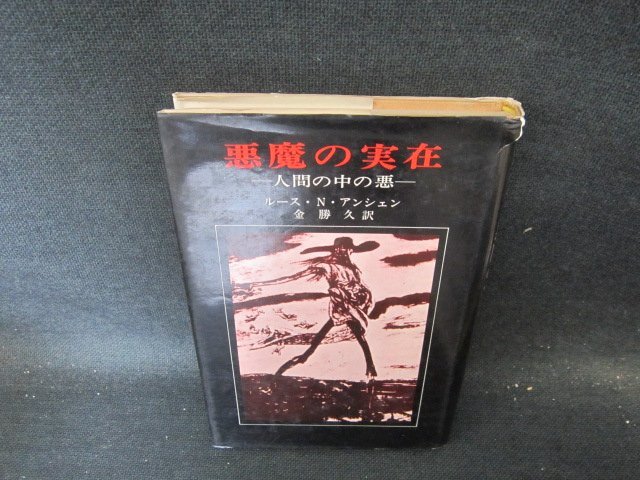 悪魔の実在
―人間の中の悪―
ルース・N・アンシェン
金勝久訳